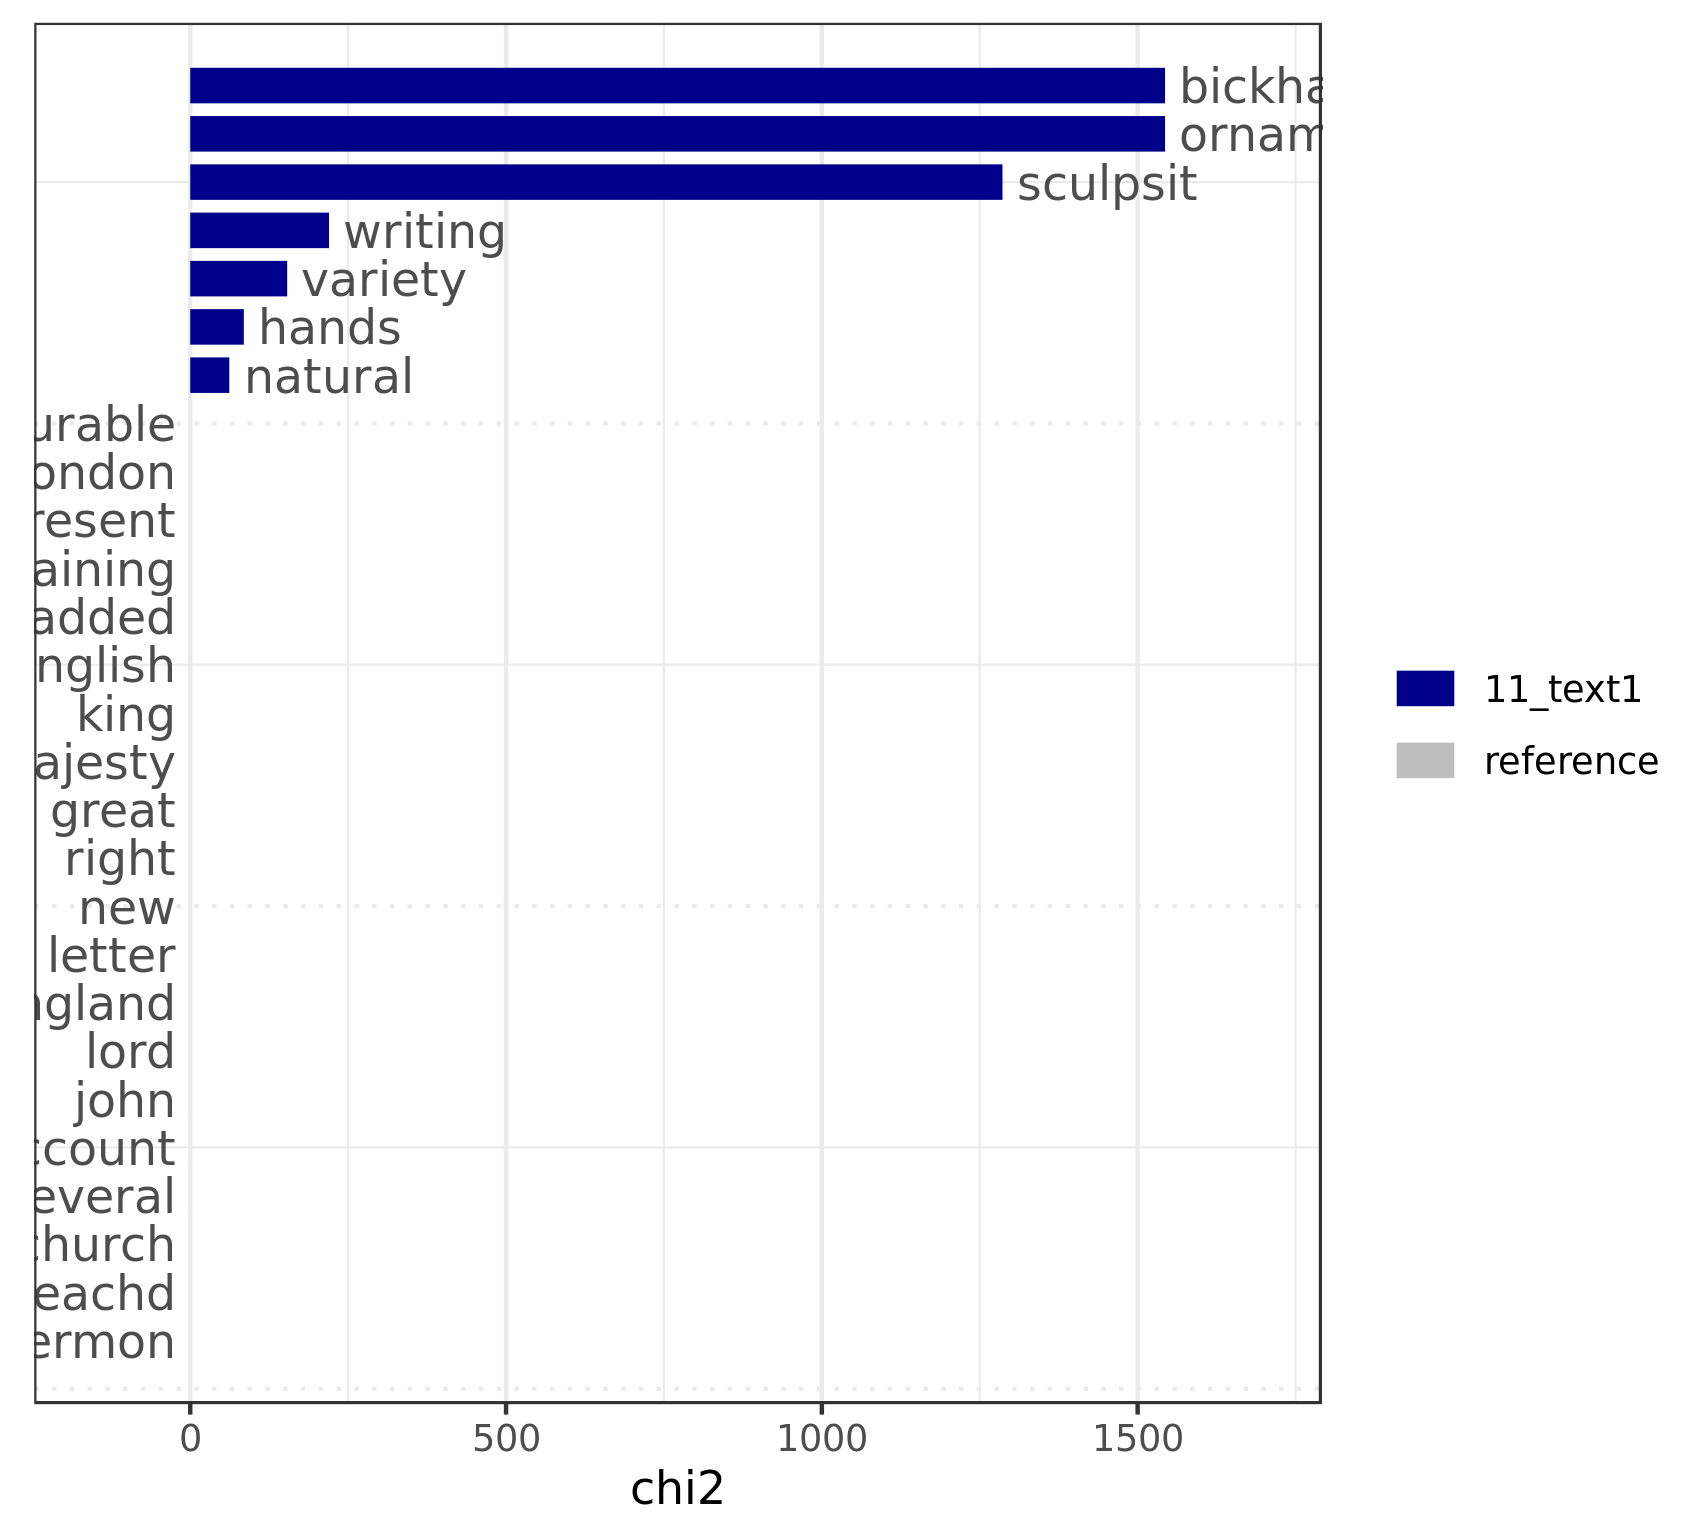 bickha
ornam
sculpsit
writing
variety
hands
natural
urable
ondon
resent
aining
added
nglish
king
ajesty
great
right
new
letter
ngland
lord
john
ccount
everal
church
eachd
ermon
11_text1
reference
0 500 1000 1500
chi2